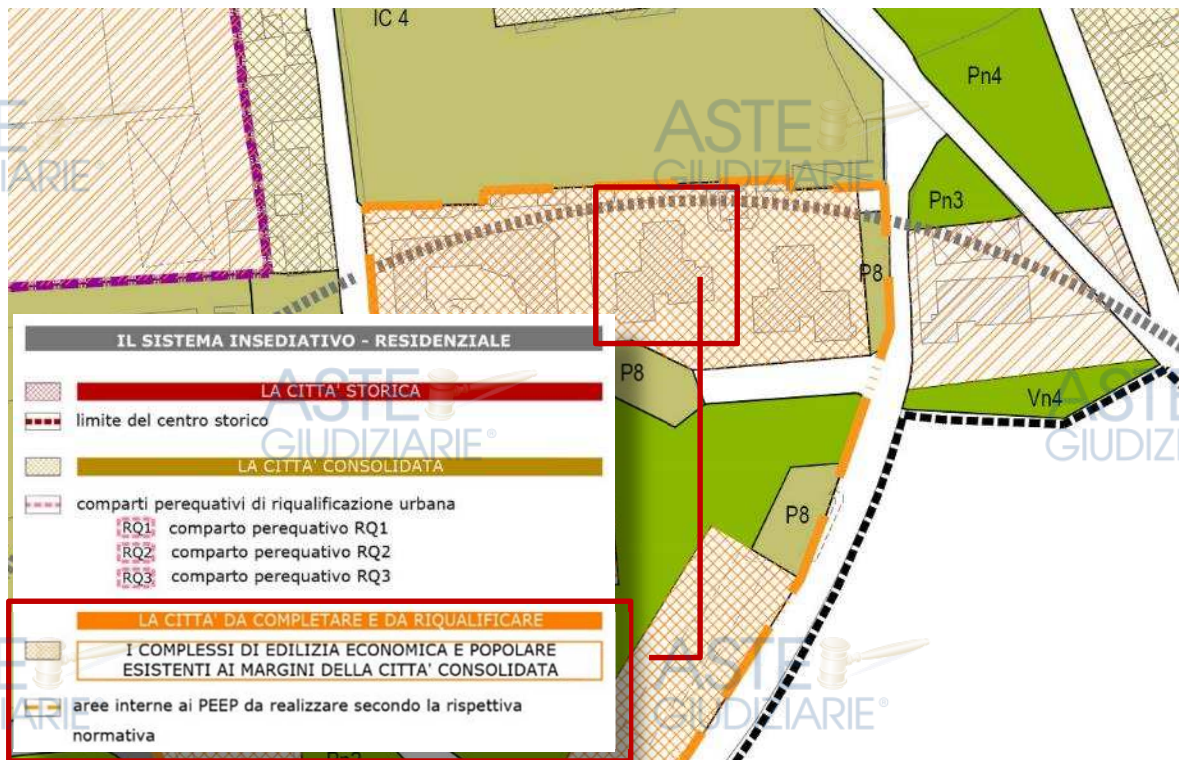 IC 4
Pn4
ASTE
GIUDIZIARIE
Pn3
P8
IL SISTEMA INSEDIATIVO - RESIDENZIALE
LA CITTA' STORICA
limite del centro storico
LA CITTA' CONSOLIDATA
comparti perequativi di riqualificazione urbana
RQ1 comparto perequativo RQ1
RQ2 comparto perequativo RQ2
RQ3 comparto perequativo RQ3
LA CITTA' DA COMPLETARE E DA RIQUALIFICARE
I COMPLESSI DI EDILIZIA ECONOMICA E POPOLARE
ESISTENTI AI MARGINI DELLA CITTA' CONSOLIDATA
aree interne ai PEEP da realizzare secondo la rispettiva
normativa
ASTE
GIUDIZIARIE®
P8
Vn4
P8
ASTE
GIUDIZIARIE®